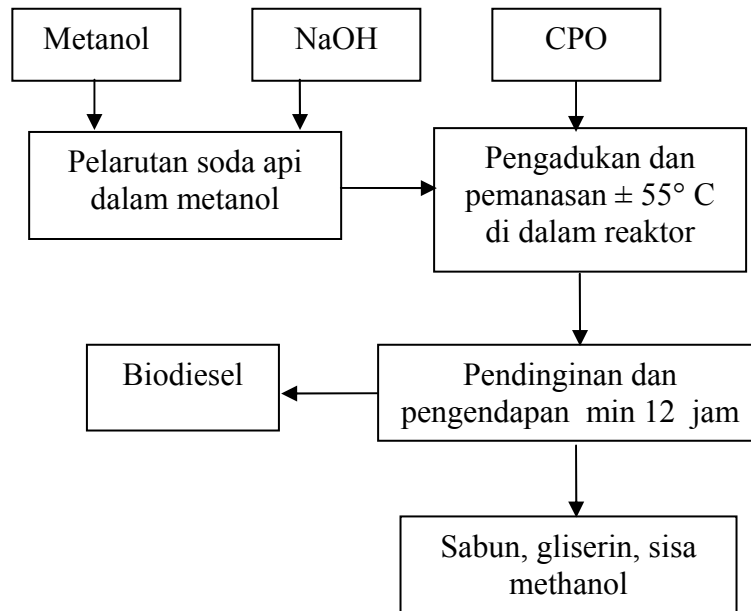 Metanol
NaOH
CPO
Pelarutan soda api
dalam metanol
Pengadukan dan
pemanasan ± 55° C
di dalam reaktor
Biodiesel
Pendinginan dan
pengendapan min 12 jam
Sabun, gliserin, sisa
methanol